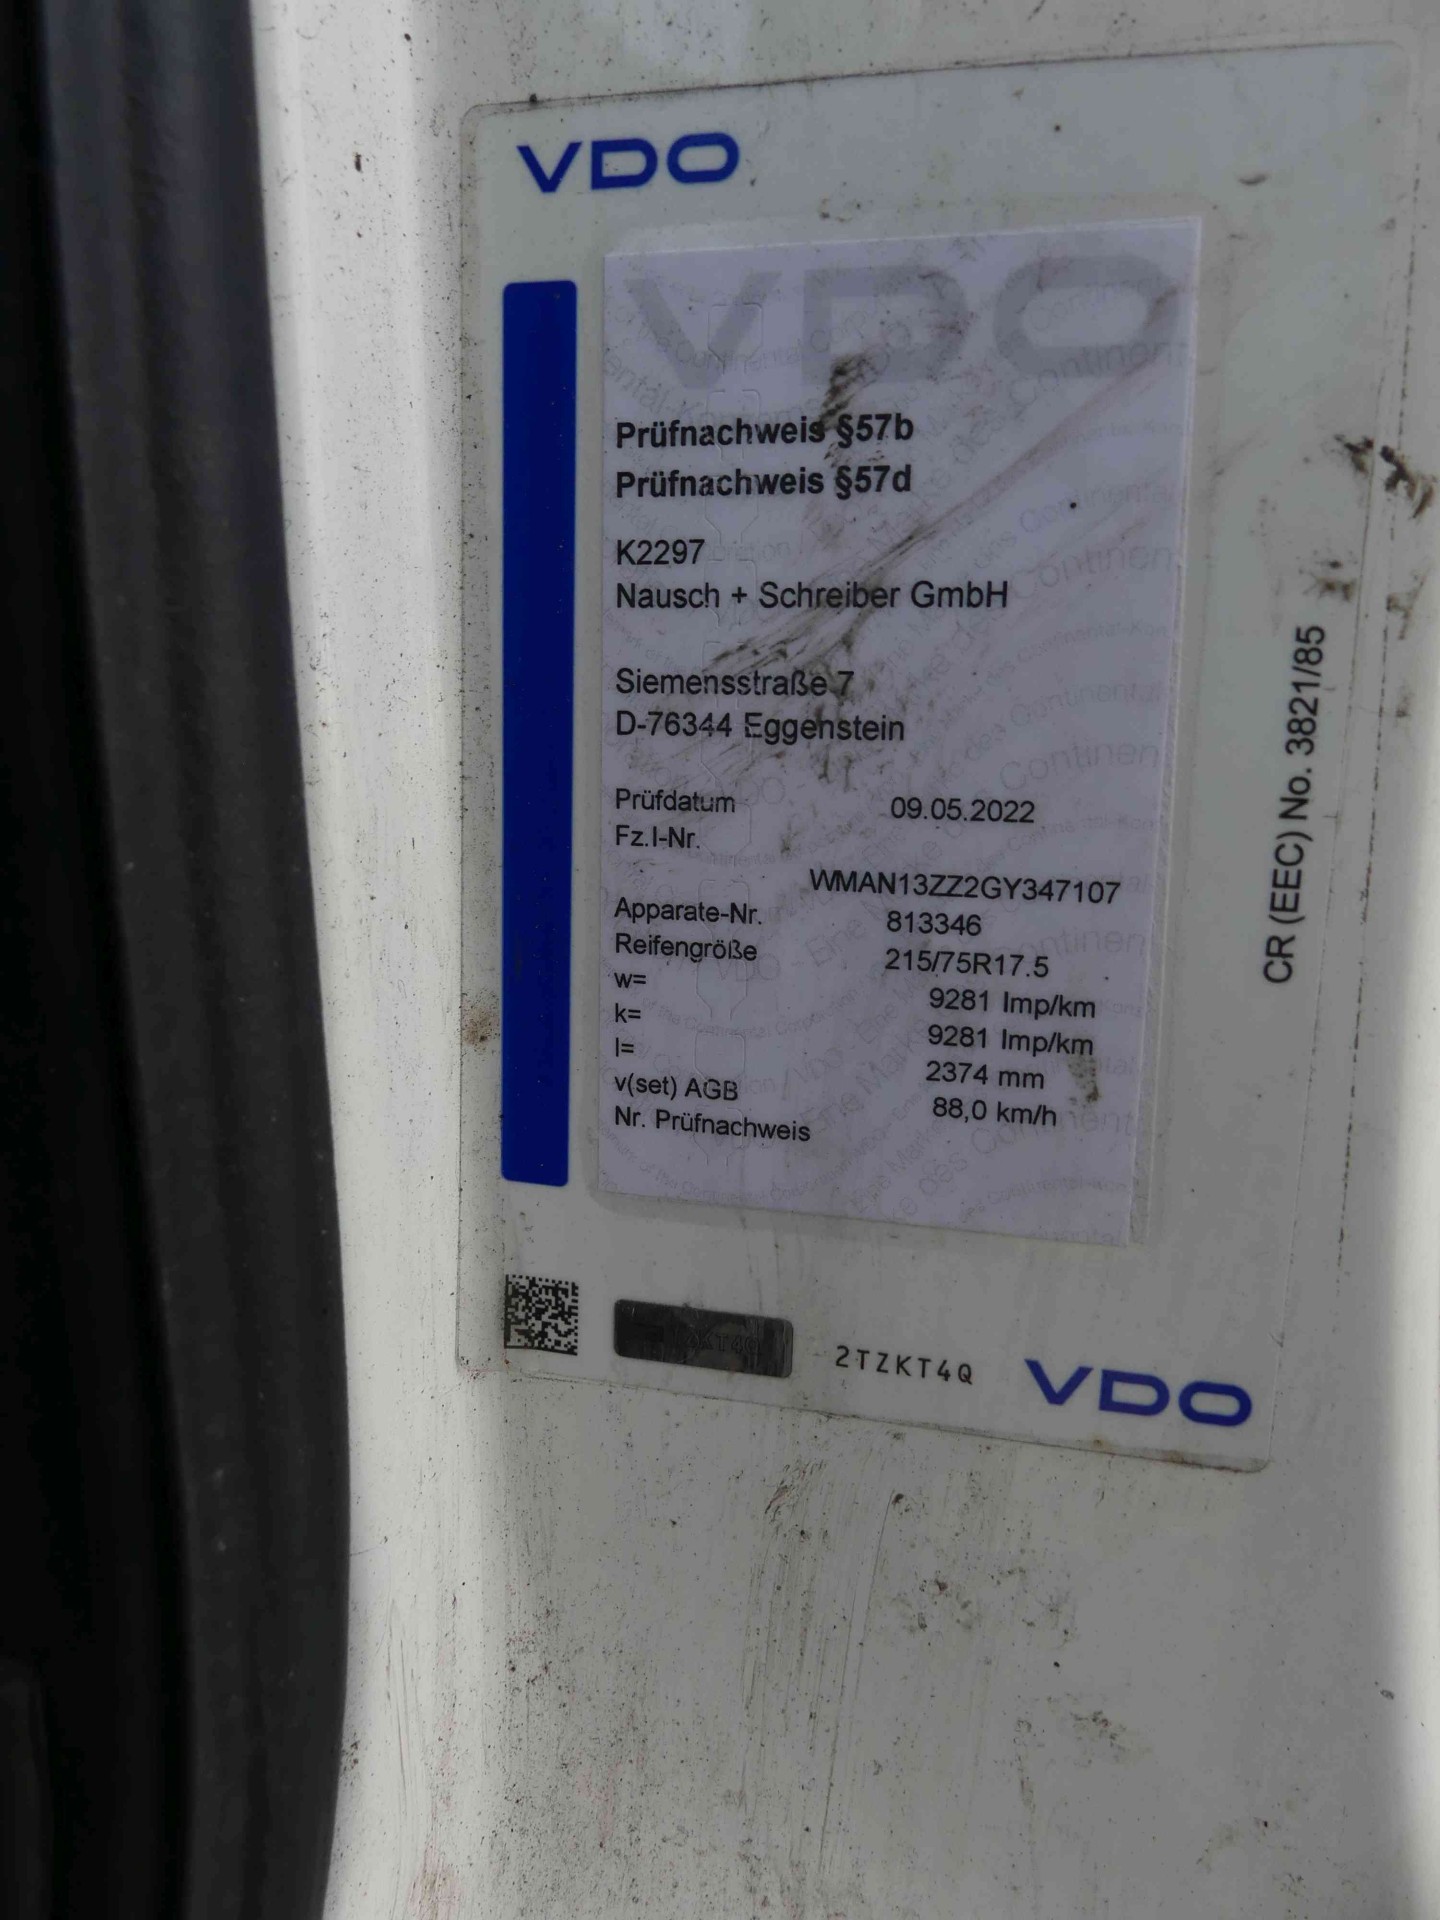 VDO
VDO
Prüfnachweis §57b
Prüfnachweis §57d
K2297
Nausch + Schreiber GmbH
Siemensstraße 7
D-76344 Eggenstein
Prüfdatum 09.05.2022
Fz.I-Nr.
WMAN13ZZ2GY347107
Apparate-Nr. 813346
Reifengröße 215/75R17.5
w= 9281 Imp/km
k= 9281 Imp/km
l= 2374 mm
v(set) AGB 88,0 km/h
Nr. Prüfnachweis
CR (EEC) No. 3821/85
2TZKT4Q
VDO